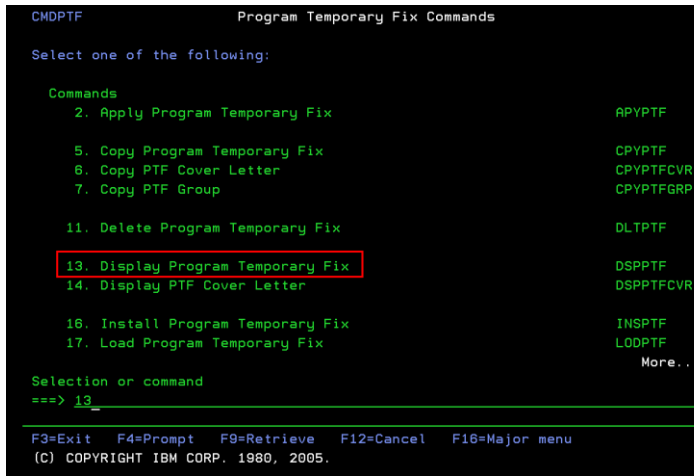 CMDPTF Program Temporary Fix Commands
Select one of the following:
Commands
2. Apply Program Temporary Fix APYPTF
5. Copy Program Temporary Fix CPYPTF
6. Copy PTF Cover Letter CPYPTFCVR
7. Copy PTF Group CPYPTFGRP
11. Delete Program Temporary Fix DLTPTF
13. Display Program Temporary Fix DSPPTF
14. Display PTF Cover Letter DSPPTFCVR
16. Install Program Temporary Fix INSPTF
17. Load Program Temporary Fix LODPTF
More..
Selection or command
===> 13_
F3=Exit F4=Prompt F9=Retrieve F12=Cancel F16=Major menu
(C) COPYRIGHT IBM CORP. 1980, 2005.